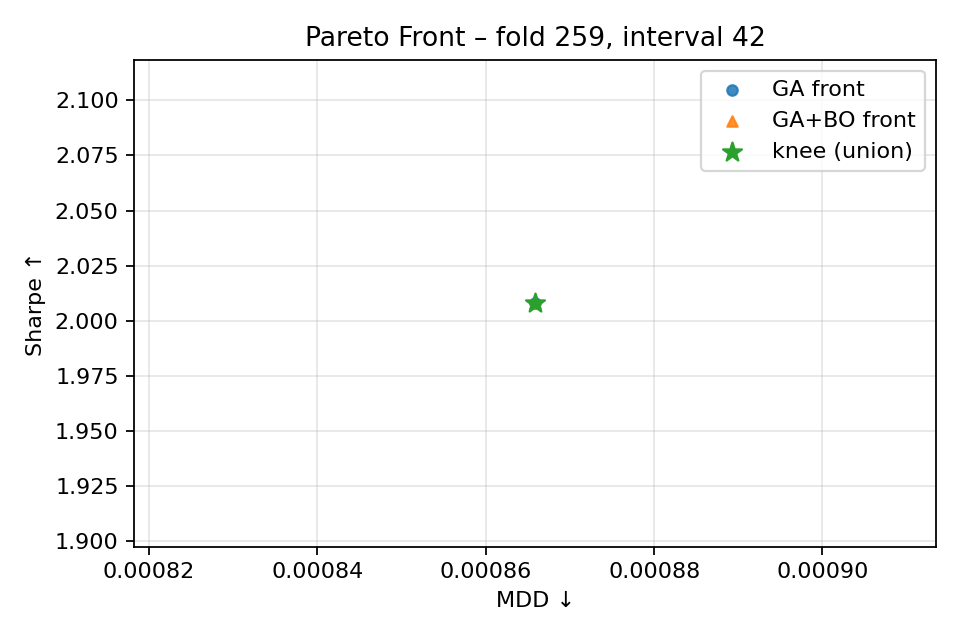 Pareto Front – fold 259, interval 42
GA front
GA+BO front
knee (union)
2.100
2.075
2.050
2.025
2.000
1.975
1.950
1.925
1.900
Sharpe ↑
0.00082 0.00084 0.00086 0.00088 0.00090
MDD ↓